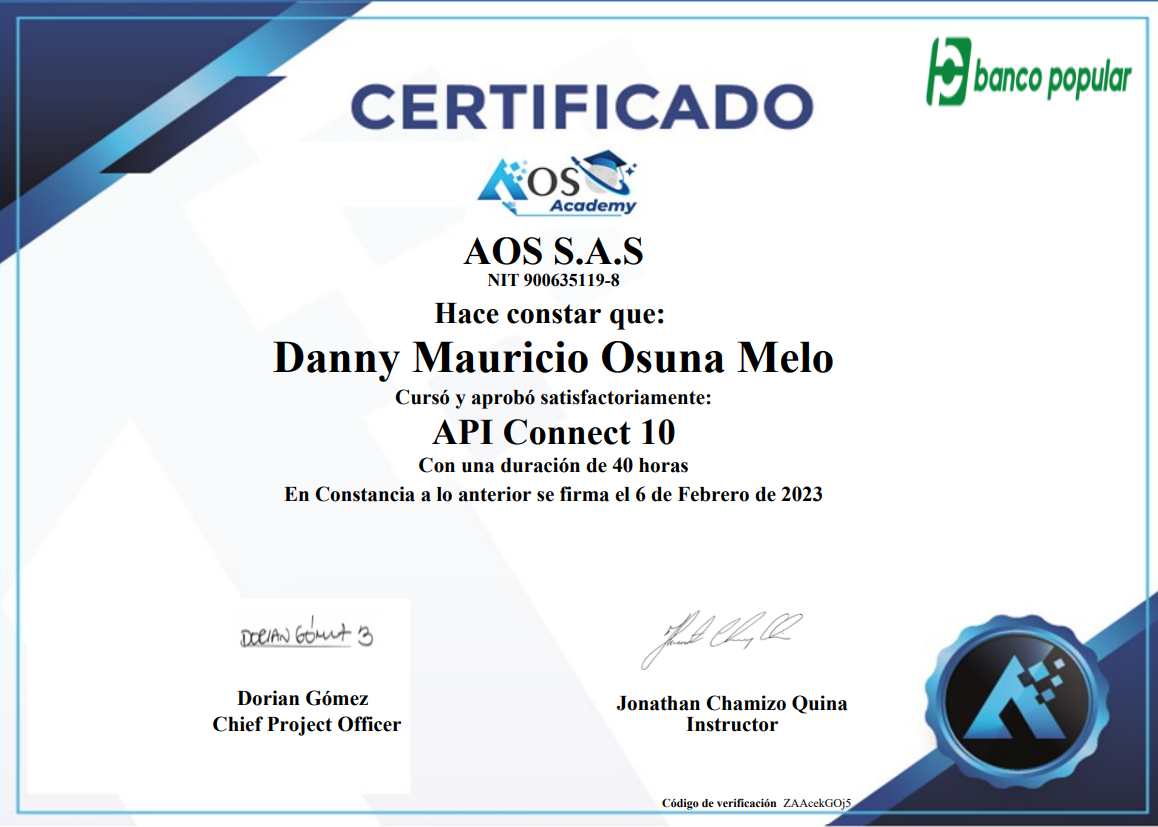 CERTIFICADO
banco popular
AOS
Academy
AOS S.A.S
NIT 900635119-8
Hace constar que:
Danny Mauricio Osuna Melo
Cursó y aprobó satisfactoriamente:
API Connect 10
Con una duración de 40 horas
En Constancia a lo anterior se firma el 6 de Febrero de 2023
DORIAN GÓMEZ B
Dorian Gómez
Chief Project Officer
Jonathan Chamizo Quina
Instructor
Código de verificación ZAAcekGOj5